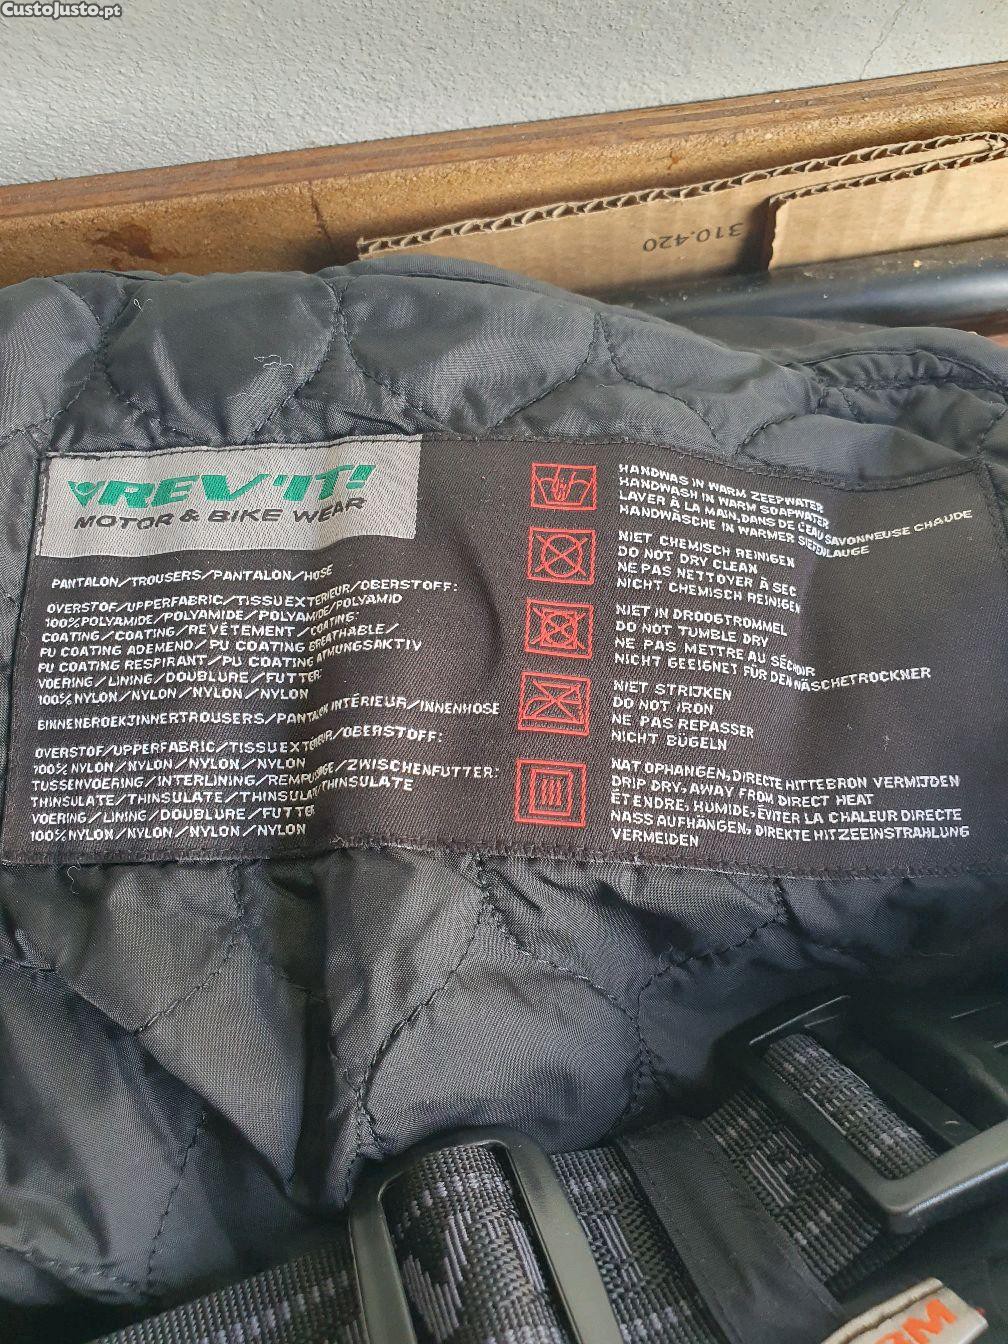 CustoJusto.pt
310.420
REV'IT!
MOTOR & BIKE WEAR
PANTALON/TROUSERS/PANTALON/HOSE
OVERSTOF/UPPERFABRIC/TISSU EXTERIEUR/OBERSTOFF:
100% POLYAMIDE/POLYAMIDE/POLYAMIDE/POLYAMID
COATING/COATING/REVÊTEMENT/COATING:
PU COATING ADEMEND/PU COATING BREATHABLE/
PU COATING RESPIRANT/PU COATING ATMUNGSAKTIV
VOERING/LINING/DOUBLURE/FUTTER:
100% NYLON/NYLON/NYLON/NYLON
BINNENBROEK/INNERTROUSERS/PANTALON INTÉRIEUR/INNENHOSE
OVERSTOF/UPPERFABRIC/TISSU EXTÉRIEUR/OBERSTOFF:
100% NYLON/NYLON/NYLON/NYLON
TUSSENVOERING/INTERLINING/REMPLISSAGE/ZWISCHENFUTTER:
THINSULATE/THINSULATE/THINSULATE/THINSULATE
VOERING/LINING/DOUBLURE/FUTTER
100% NYLON/NYLON/NYLON/NYLON
HANDWAS IN WARM ZEEPWATER
HANDWASH IN WARM SOAPWATER
LAVER À LA MAIN, DANS DE L'EAU SAVONNEUSE CHAUDE
HANDWÄSCHE IN WARMER SIEFENLAUGE
NIET CHEMISCH REINIGEN
DO NOT DRY CLEAN
NE PAS NETTOYER À SEC
NICHT CHEMISCH REINIGEN
NIET IN DROOGTROMMEL
DO NOT TUMBLE DRY
NE PAS METTRE AU SÉCHOIR
NICHT GEEIGNET FÜR DEN WÄSCHETROCKNER
NIET STRIJKEN
DO NOT IRON
NE PAS REPASSER
NICHT BÜGELN
NAT OPHANGEN, DIRECTE HITTEBRON VERMIJDEN
DRIP DRY, AWAY FROM DIRECT HEAT
ÉTENDRE, HUMIDE, ÉVITER LA CHALEUR DIRECTE
NASS AUFHÄNGEN, DIREKTE HITZEEINSTRAHLUNG
VERMEIDEN